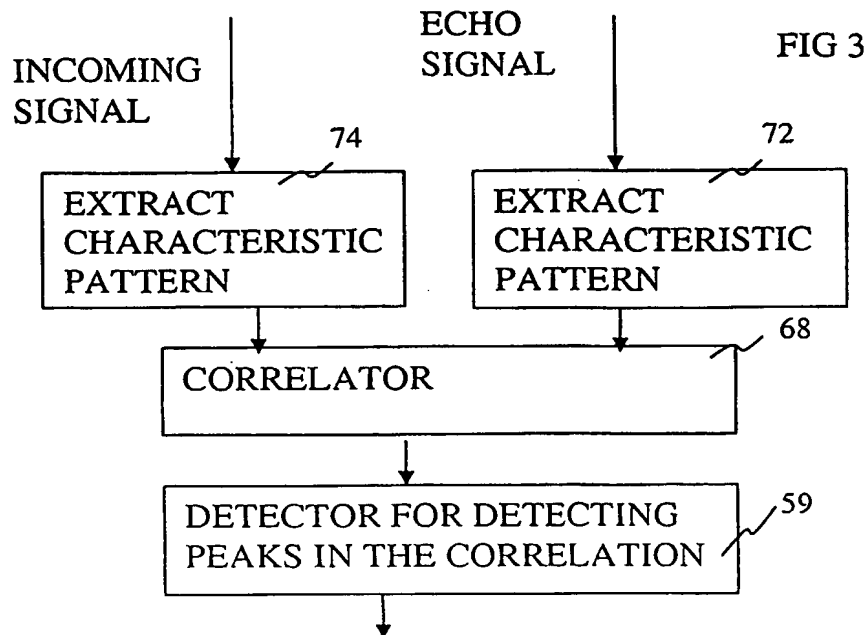 INCOMING
SIGNAL
ECHO
SIGNAL
FIG 3
74
EXTRACT
CHARACTERISTIC
PATTERN
72
EXTRACT
CHARACTERISTIC
PATTERN
68
CORRELATOR
59
DETECTOR FOR DETECTING
PEAKS IN THE CORRELATION